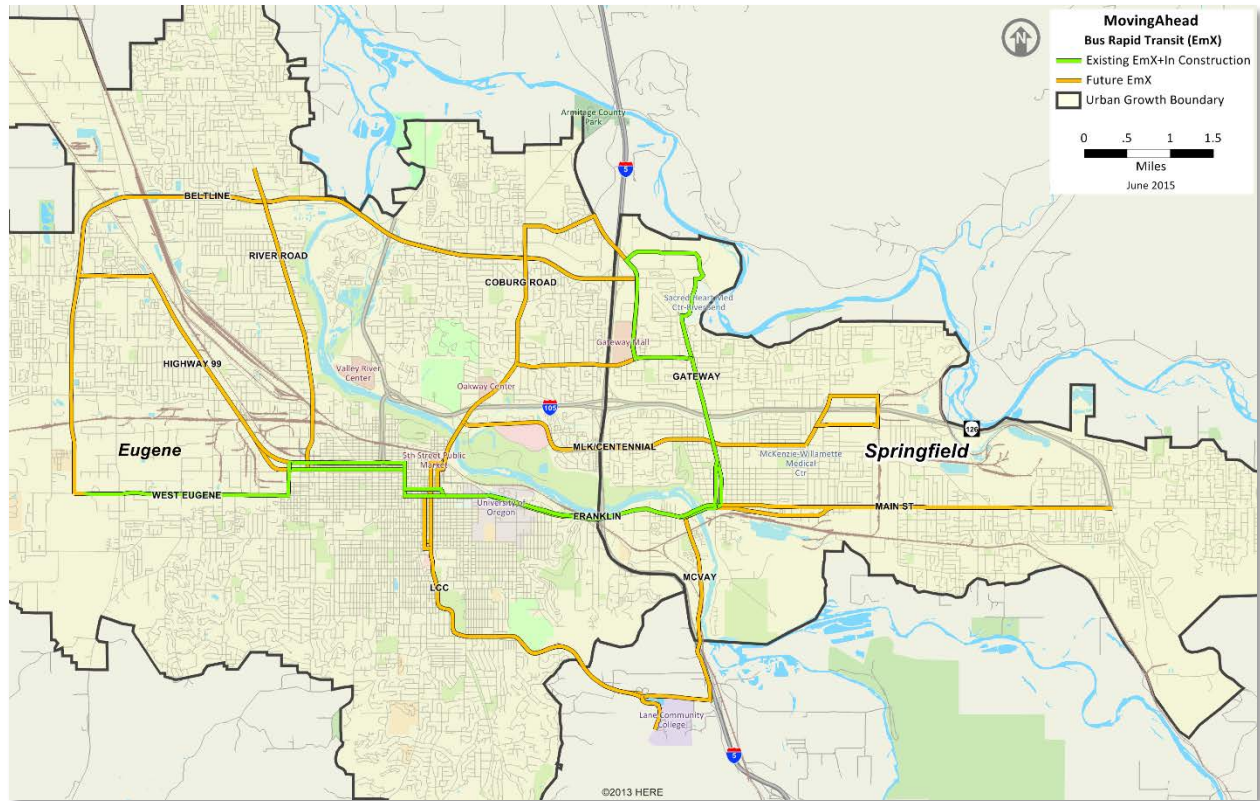 MovingAhead
Bus Rapid Transit (EmX)
Existing EmX+In Construction
Future EmX
Urban Growth Boundary
0 .5 1 1.5
Miles
June 2015
N
Armitage County
Park
5
BELTLINE
RIVER ROAD
COBURG ROAD
Sacred Heart Med
Ctr-Riverbend
Gateway Mall
HIGHWAY 99
Valley River
Center
Oakway Center
GATEWAY
105
126
Eugene
5th Street Public
Market
MLK/CENTENNIAL
McKenzie-Willamette
Medical
Ctr
Springfield
WEST EUGENE
University of
Oregon
FRANKLIN
MAIN ST
LCC
MCVAY
Lane Community
College
5
©2013 HERE